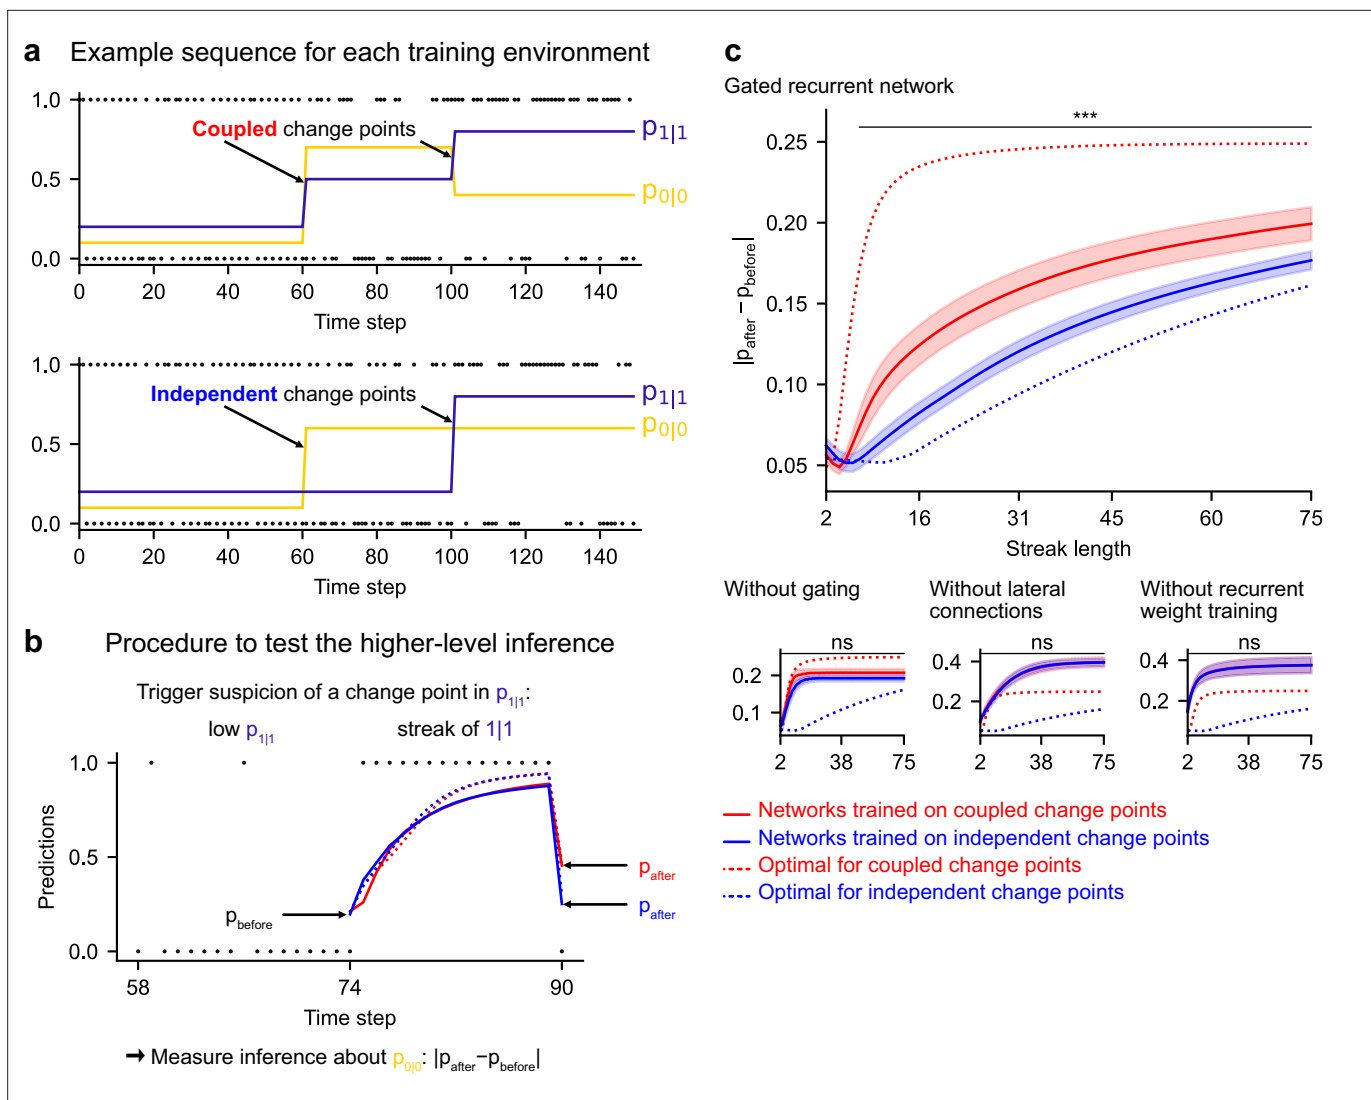 a Example sequence for each training environment
1.0
0.5
0.0
Coupled change points
p1|1
p0|0
0 20 40 60 80 100 120 140
Time step
1.0
0.5
0.0
Independent change points
p1|1
p0|0
0 20 40 60 80 100 120 140
Time step
b Procedure to test the higher-level inference
Trigger suspicion of a change point in p1|1:
low p1|1 streak of 1|1
1.0
0.5
0.0
Predictions
pbefore
pafter
pafter
58 74 90
Time step
➞ Measure inference about p0|0: |pafter−pbefore|
c
Gated recurrent network
***
0.25
0.20
0.15
0.10
0.05
|pafter − pbefore|
2 16 31 45 60 75
Streak length
Without gating
ns
0.2
0.1
2 38 75
Without lateral
connections
ns
0.4
0.2
2 38 75
Without recurrent
weight training
ns
0.4
0.2
2 38 75
Networks trained on coupled change points
Networks trained on independent change points
Optimal for coupled change points
Optimal for independent change points